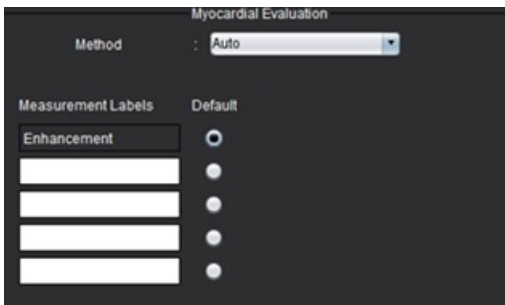 Myocardial Evaluation
Method : Auto
Measurement Labels Default
Enhancement